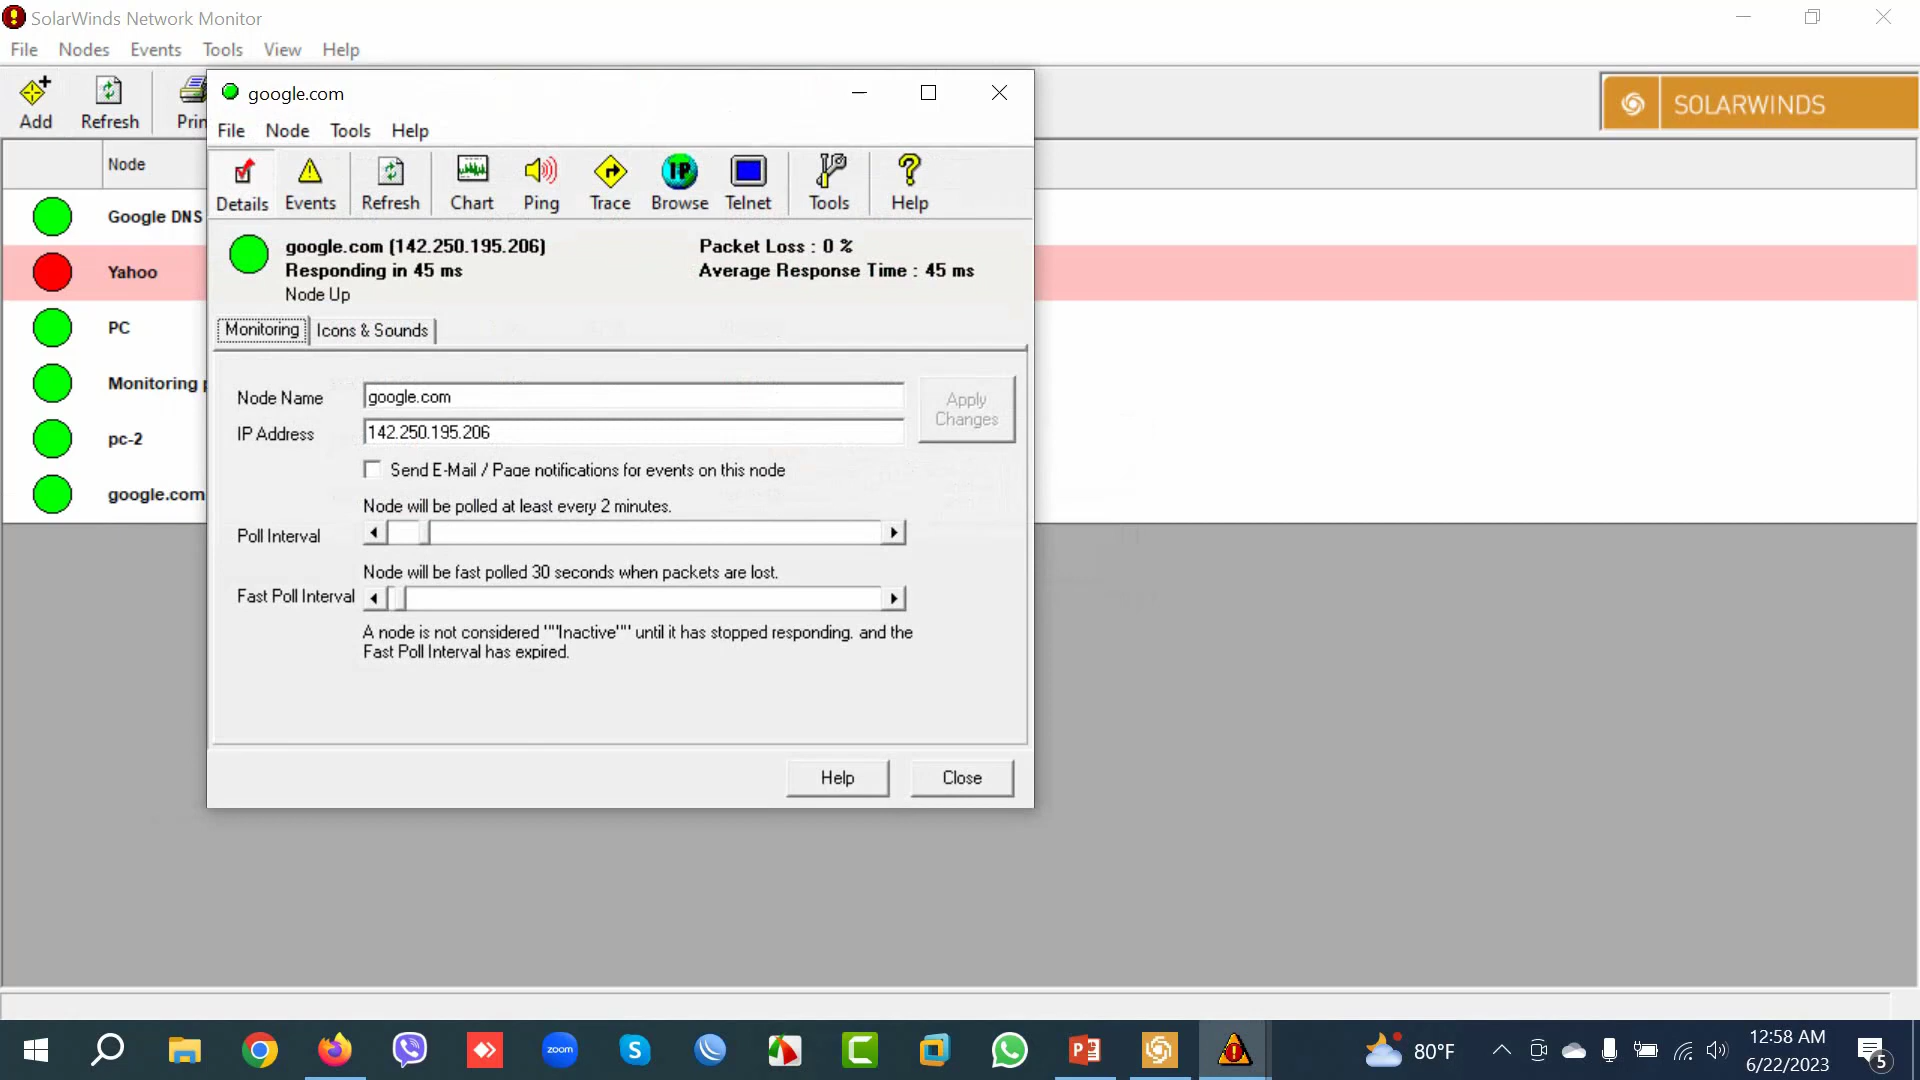 SolarWinds Network Monitor
File Nodes Events Tools View Help
Add Refresh Prin
SOLARWINDS
Node
Google DNS
Yahoo
PC
Monitoring
pc-2
google.com
google.com
File Node Tools Help
Details Events Refresh Chart Ping Trace Browse Telnet Tools Help
IP
google.com (142.250.195.206)
Responding in 45 ms
Node Up
Packet Loss : 0 %
Average Response Time : 45 ms
Monitoring Icons & Sounds
Node Name google.com
IP Address 142.250.195.206
Apply
Changes
Send E-Mail / Page notifications for events on this node
Node will be polled at least every 2 minutes.
Poll Interval
Node will be fast polled 30 seconds when packets are lost.
Fast Poll Interval
A node is not considered ""Inactive"" until it has stopped responding. and the
Fast Poll Interval has expired.
Help Close
zoom
80°F
12:58 AM
6/22/2023
5